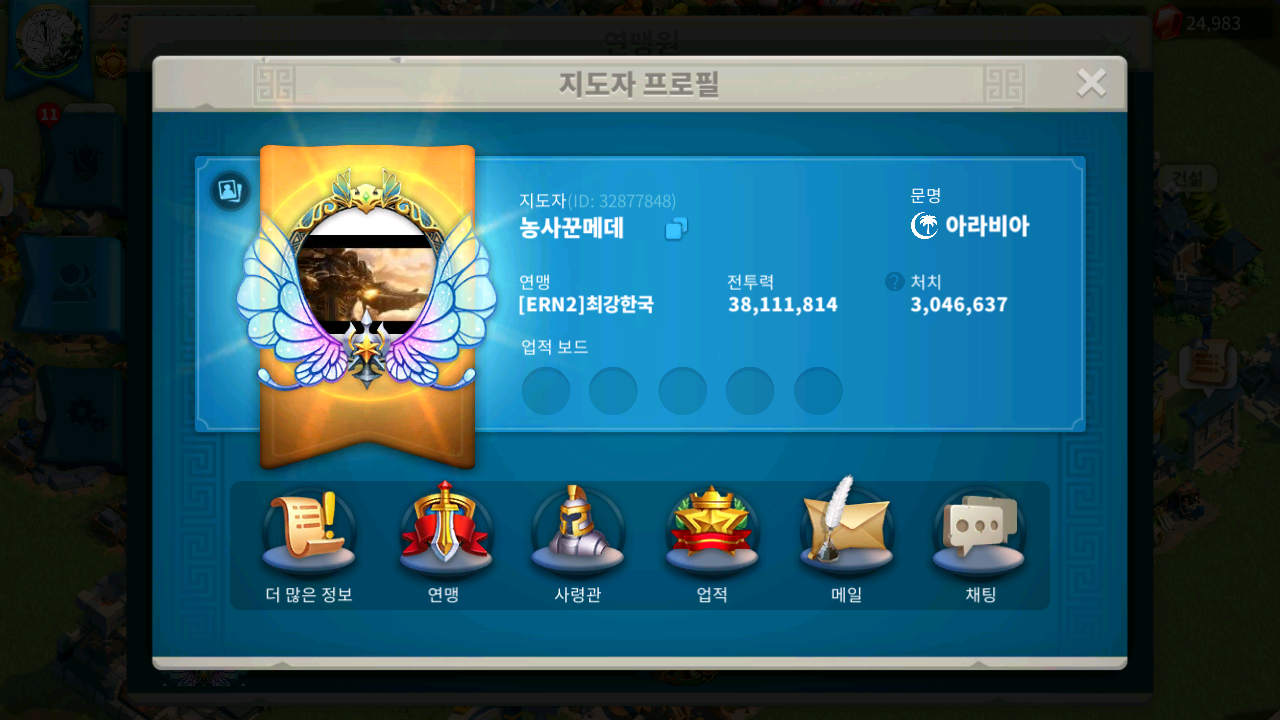 연맹원
24,983
지도자 프로필
11
건설
지도자(ID: 32877848)
농사꾼메데
문명
아라비아
연맹
[ERN2]최강한국
전투력
38,111,814
? 처치
3,046,637
업적 보드
더 많은 정보
연맹
사령관
업적
메일
채팅